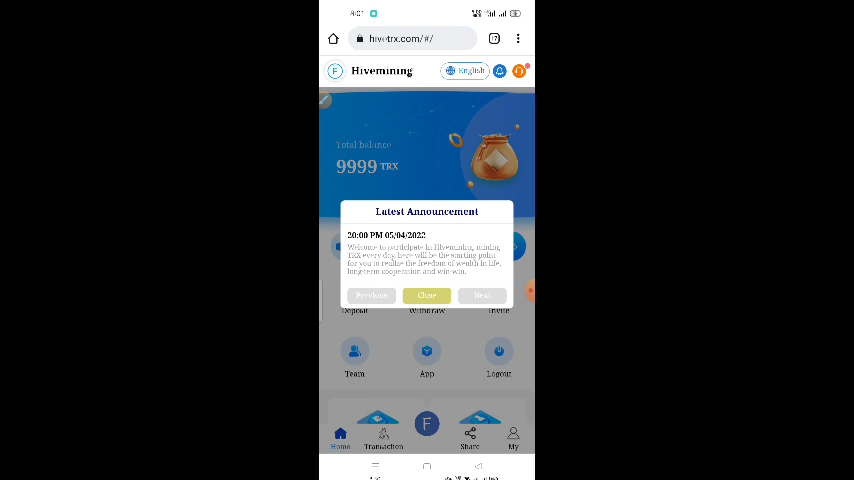 8:01
hivetrx.com/#/
17
F Hivemining English
Total balance
9999 TRX
Latest Announcement
20:00 PM 05/04/2022
Welcome to participate in Hivemining, mining
TRX every day, here will be the starting point
for you to realize the freedom of wealth in life,
long-term cooperation and win-win.
Previous Close Next
Deposit Withdraw Invite
Team App Logout
F
Home Transaction Share My